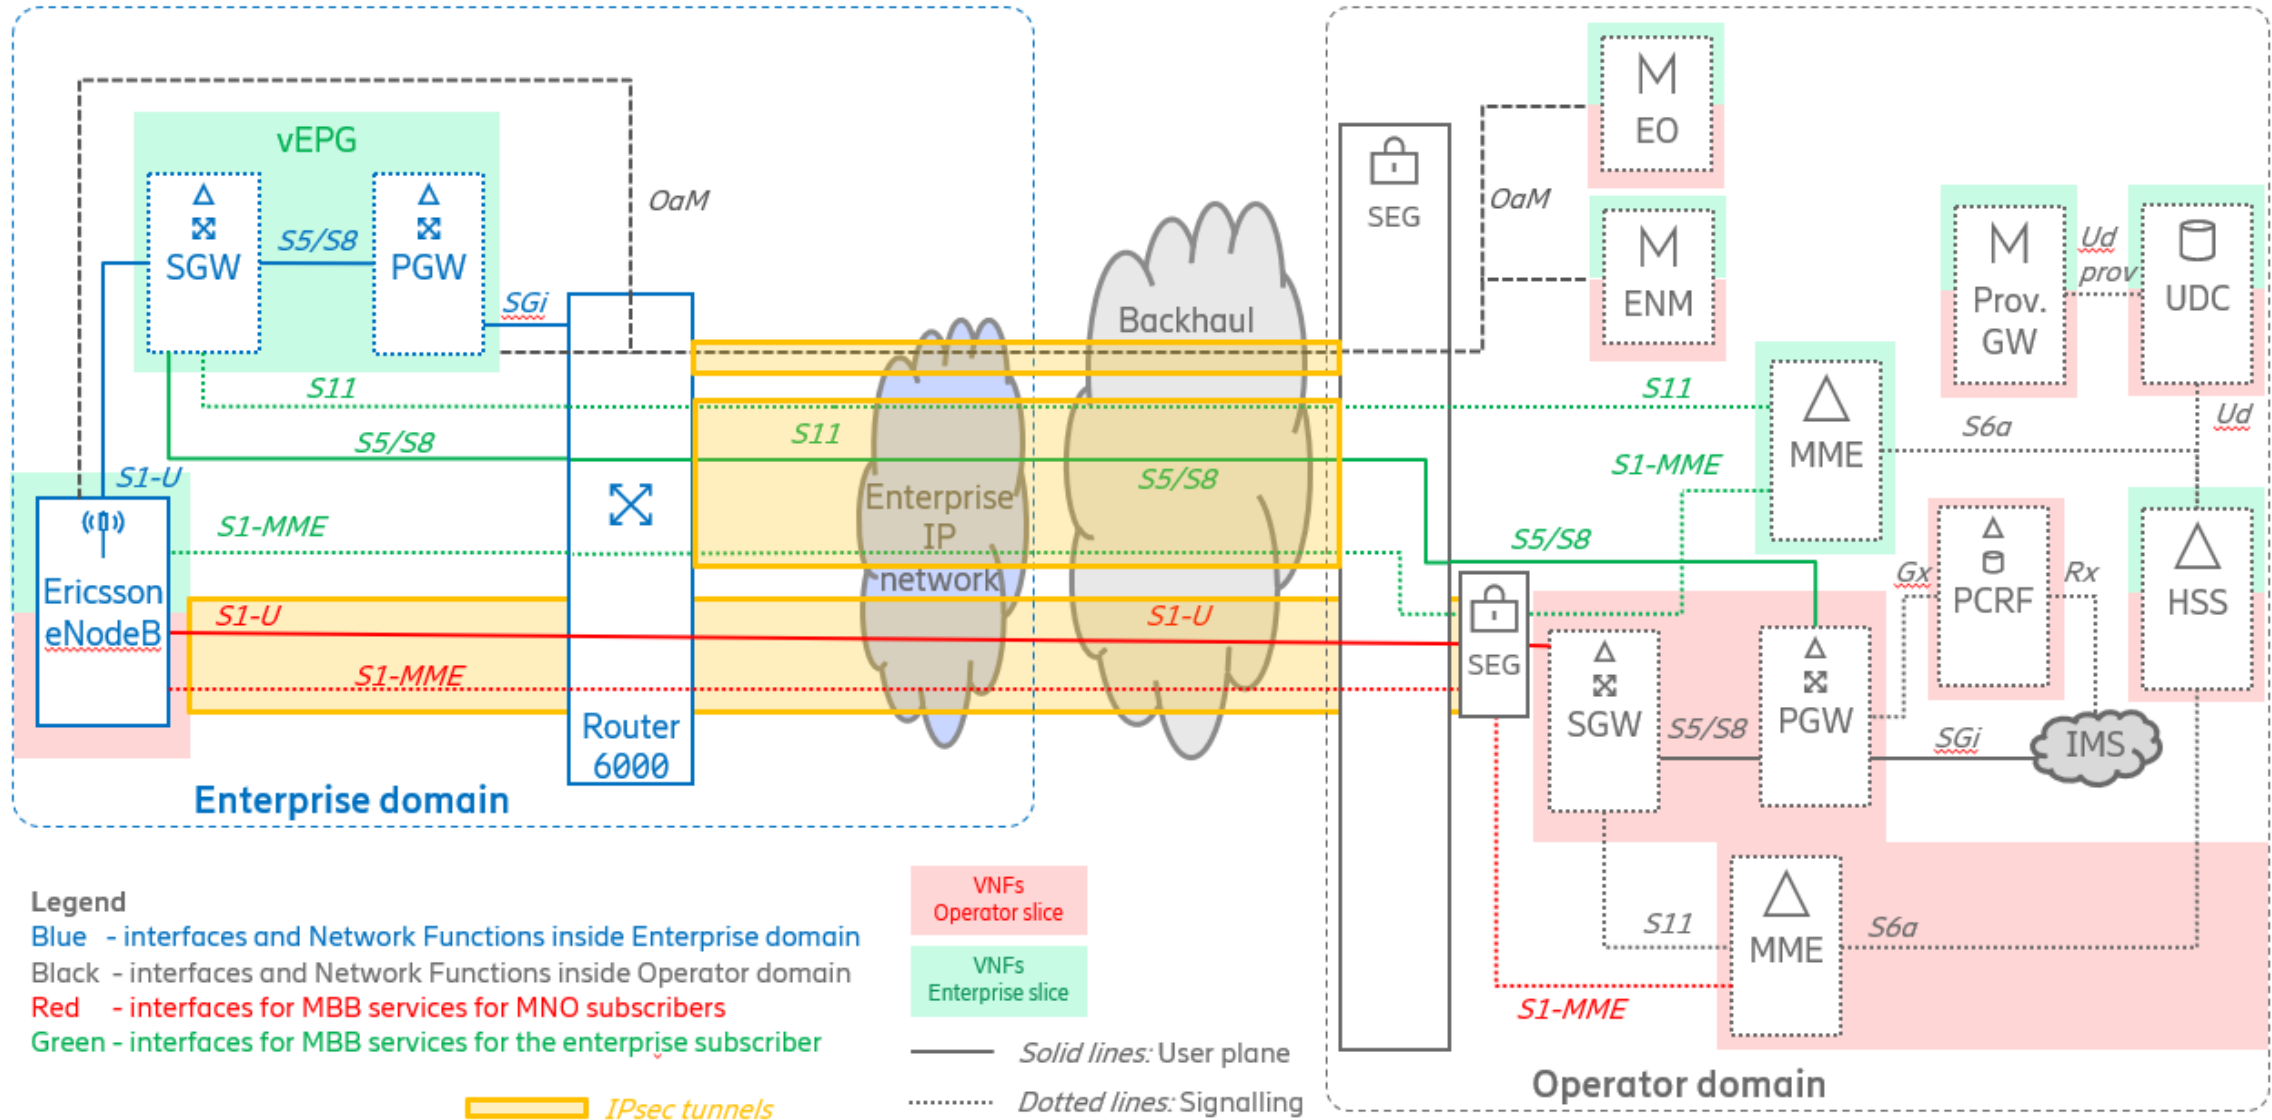 vEPG
SGW
S5/S8
PGW
SGi
OaM
S11
S5/S8
S1-U
S1-MME
Ericsson
eNodeB
S1-U
S1-MME
Router
6000
Enterprise domain
S11
S5/S8
Enterprise
IP
network
Backhaul
S1-U
SEG
OaM
EO
ENM
Prov.
GW
Ud
prov
UDC
Ud
S11
S1-MME
MME
S6a
S5/S8
SEG
SGW
S5/S8
PGW
Gx
PCRF
Rx
HSS
SGi
IMS
S11
MME
S6a
S1-MME
Operator domain
Legend
Blue - interfaces and Network Functions inside Enterprise domain
Black - interfaces and Network Functions inside Operator domain
Red - interfaces for MBB services for MNO subscribers
Green - interfaces for MBB services for the enterprise subscriber
IPsec tunnels
VNFs
Operator slice
VNFs
Enterprise slice
Solid lines: User plane
Dotted lines: Signalling